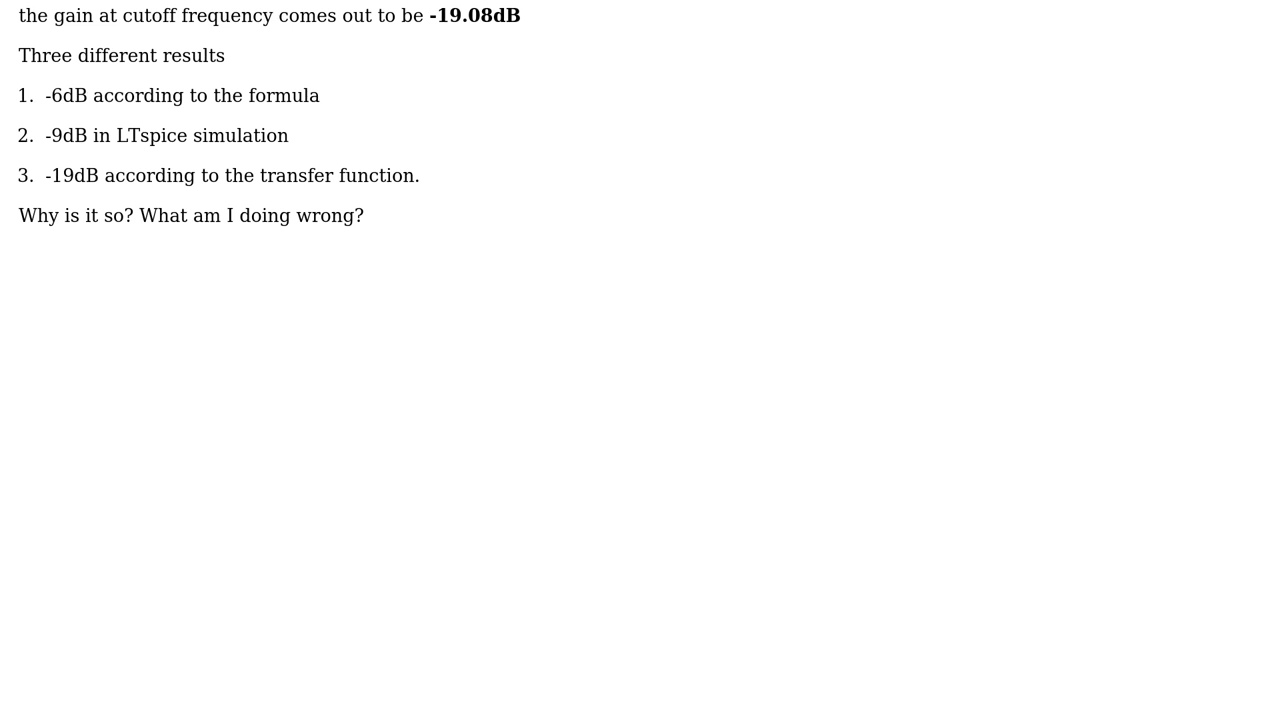 the gain at cutoff frequency comes out to be -19.08dB
Three different results
1. -6dB according to the formula
2. -9dB in LTspice simulation
3. -19dB according to the transfer function.
Why is it so? What am I doing wrong?